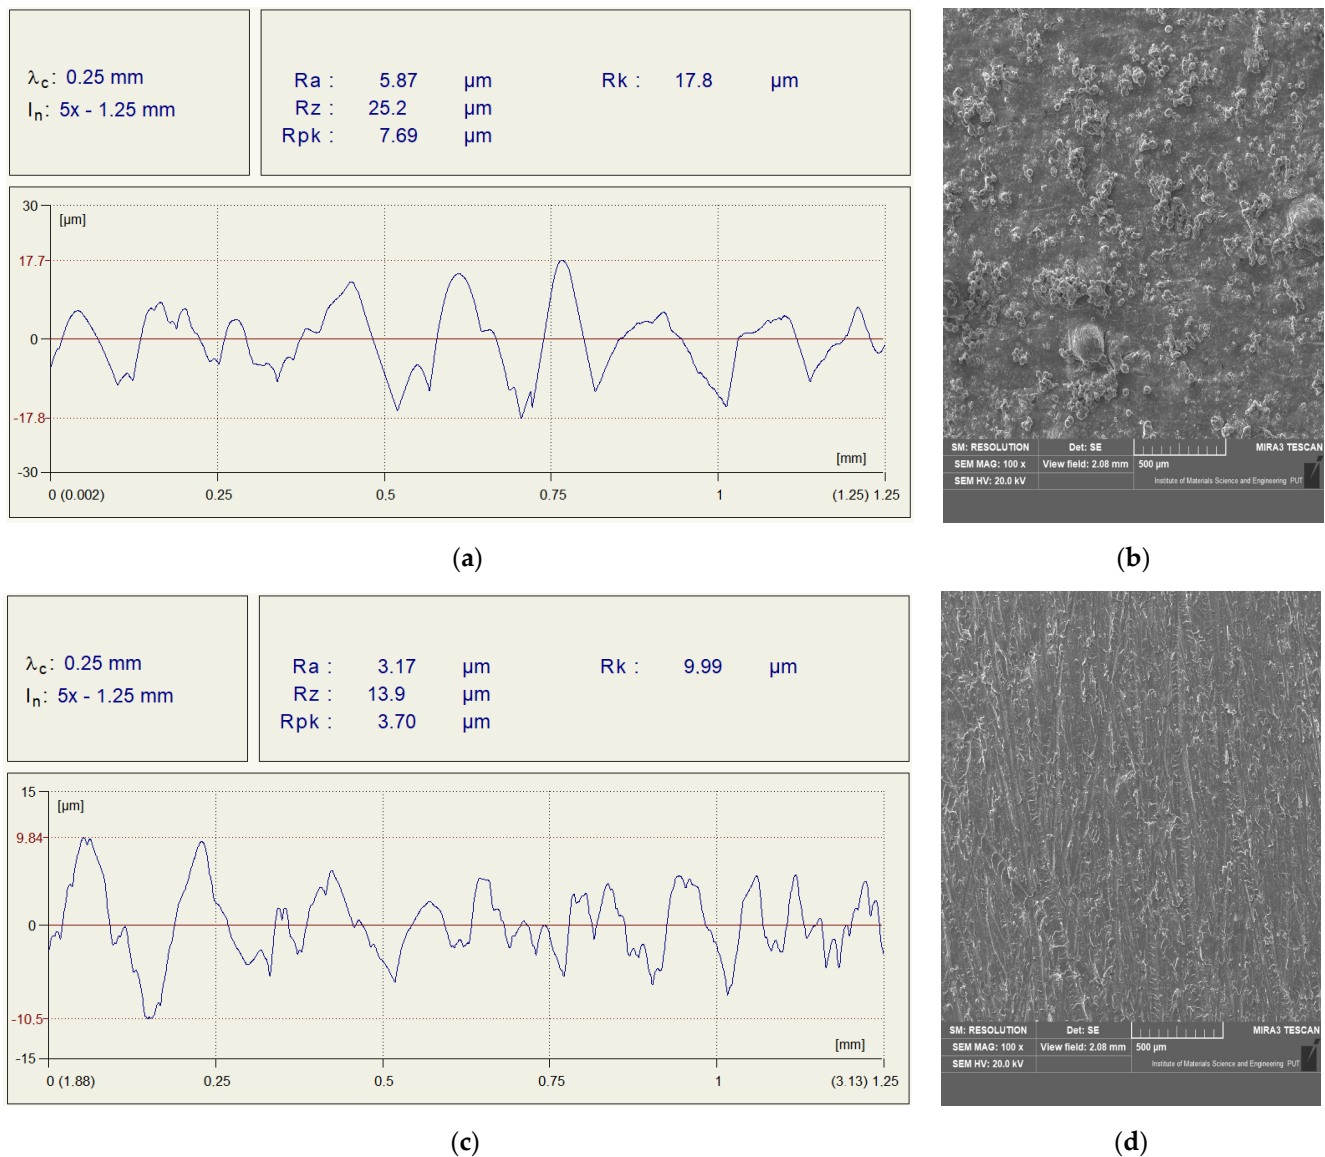 λc: 0.25 mm
ln: 5x - 1.25 mm
Ra : 5.87 µm Rk : 17.8 µm
Rz : 25.2 µm
Rpk : 7.69 µm
30
[µm]
17.7
0
-17.8
-30
[mm]
0 (0.002) 0.25 0.5 0.75 1 (1.25) 1.25
SM: RESOLUTION Det: SE MIRA3 TESCAN
SEM MAG: 100 x View field: 2.08 mm 500 µm
SEM HV: 20.0 kV Institute of Materials Science and Engineering PUT
(a) (b)
λc: 0.25 mm
ln: 5x - 1.25 mm
Ra : 3.17 µm Rk : 9.99 µm
Rz : 13.9 µm
Rpk : 3.70 µm
15
[µm]
9.84
0
-10.5
-15
[mm]
0 (1.88) 0.25 0.5 0.75 1 (3.13) 1.25
SM: RESOLUTION Det: SE MIRA3 TESCAN
SEM MAG: 100 x View field: 2.08 mm 500 µm
SEM HV: 20.0 kV Institute of Materials Science and Engineering PUT
(c) (d)